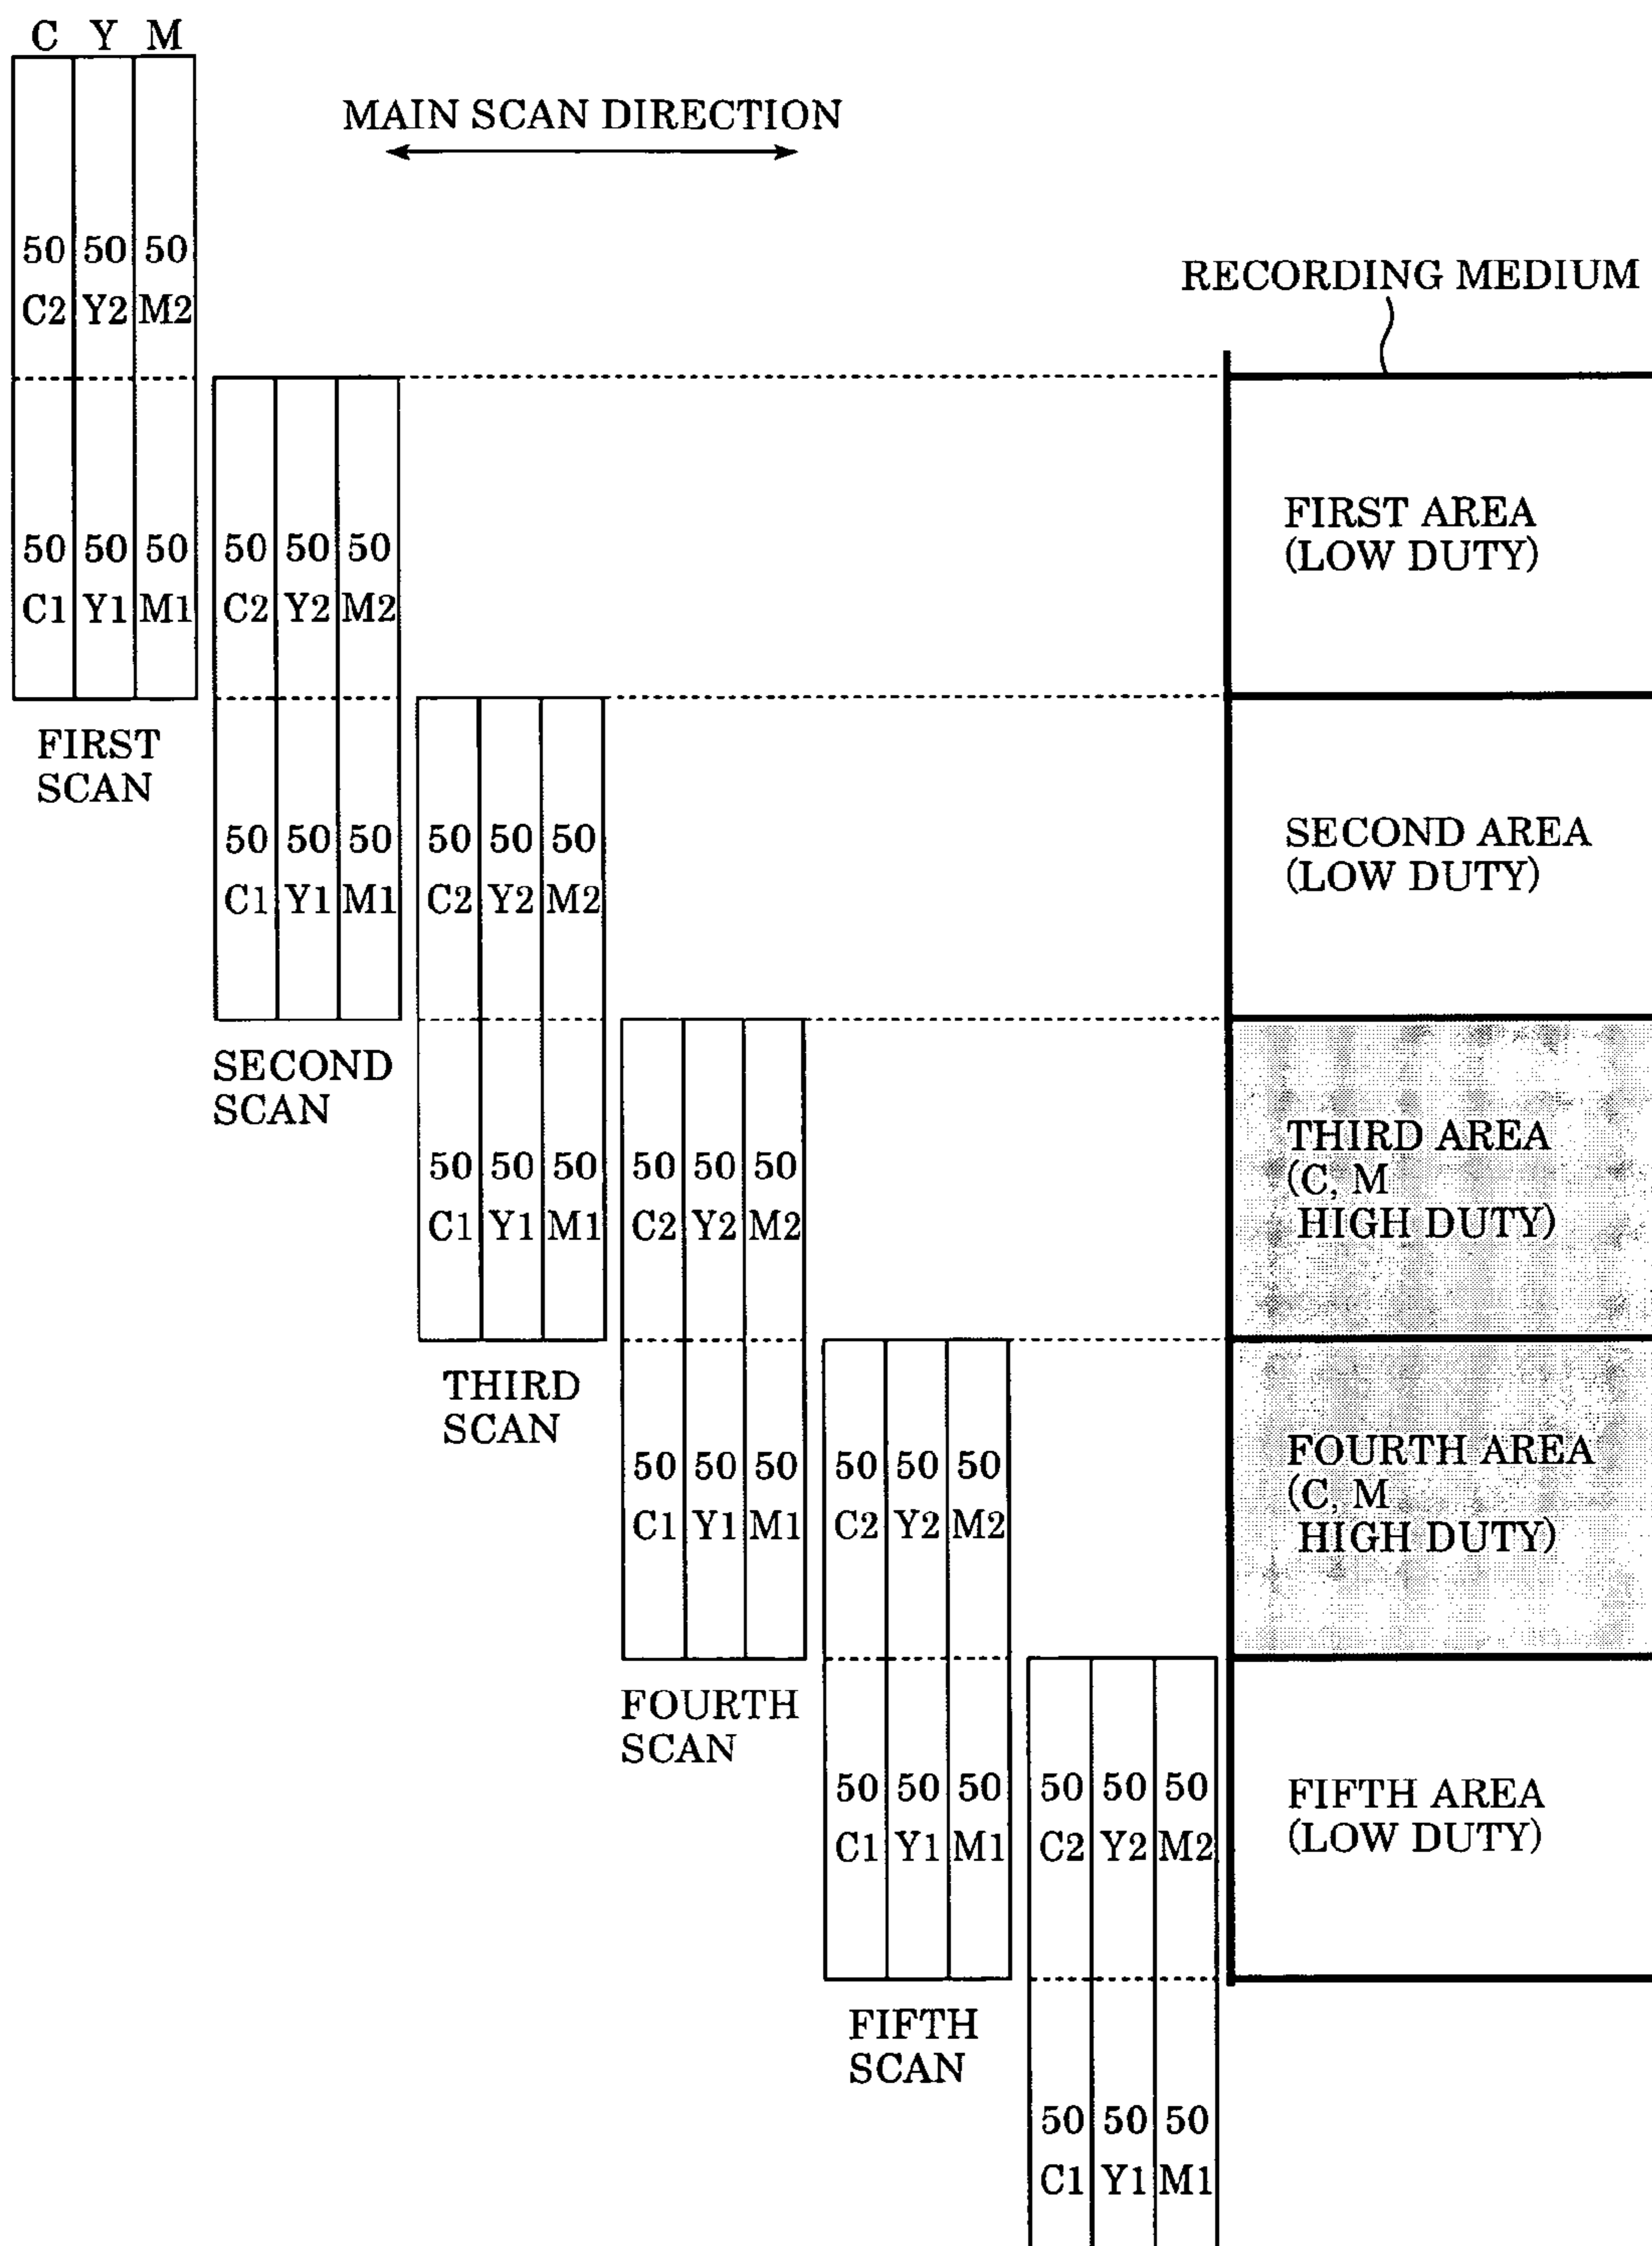 C Y M
MAIN SCAN DIRECTION
50 50 50
C2 Y2 M2
RECORDING MEDIUM
50 50 50
C1 Y1 M1
50 50 50
C2 Y2 M2
FIRST AREA
(LOW DUTY)
FIRST
SCAN
50 50 50
C1 Y1 M1
50 50 50
C2 Y2 M2
SECOND AREA
(LOW DUTY)
SECOND
SCAN
50 50 50
C1 Y1 M1
50 50 50
C2 Y2 M2
THIRD AREA
(C, M
HIGH DUTY)
THIRD
SCAN
50 50 50
C1 Y1 M1
50 50 50
C2 Y2 M2
FOURTH AREA
(C, M
HIGH DUTY)
FOURTH
SCAN
50 50 50
C1 Y1 M1
50 50 50
C2 Y2 M2
FIFTH AREA
(LOW DUTY)
FIFTH
SCAN
50 50 50
C1 Y1 M1